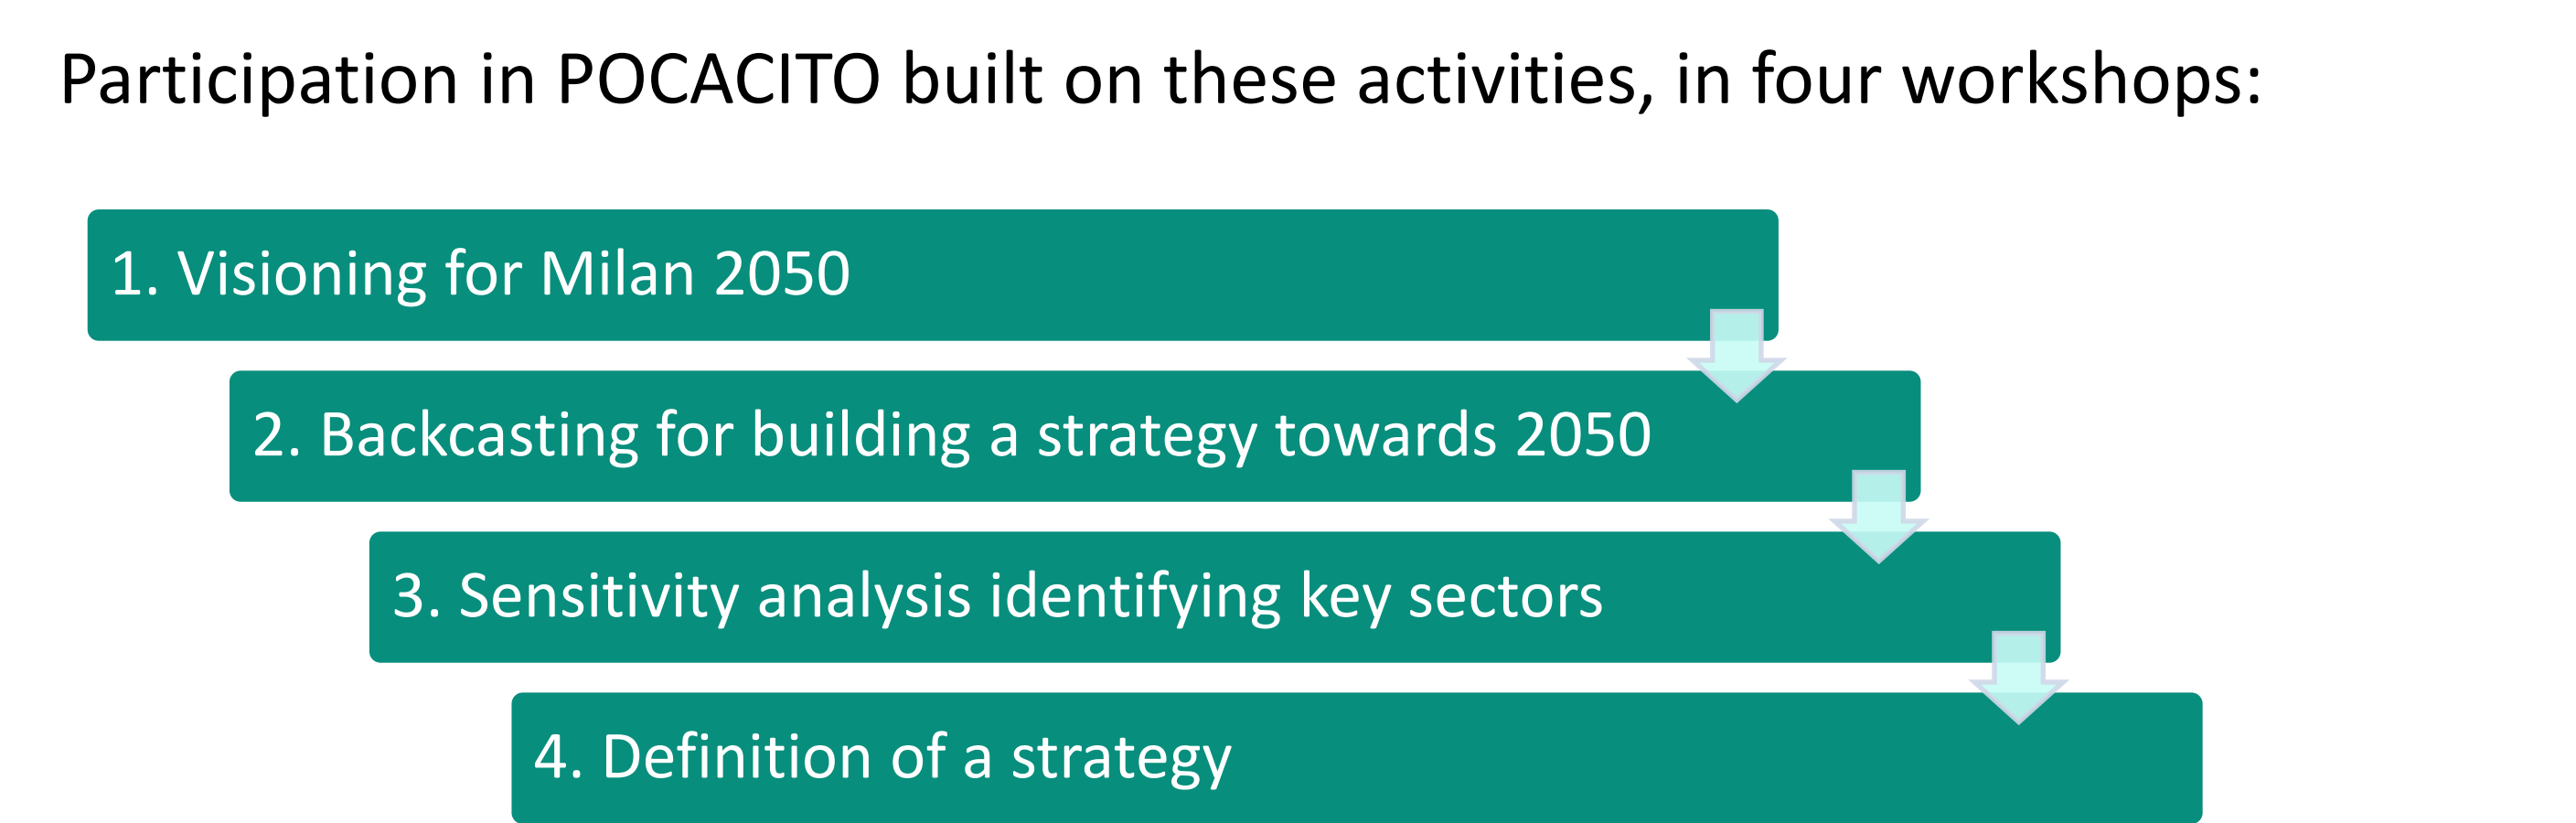 Participation in POCACITO built on these activities, in four workshops:
1. Visioning for Milan 2050
2. Backcasting for building a strategy towards 2050
3. Sensitivity analysis identifying key sectors
4. Definition of a strategy